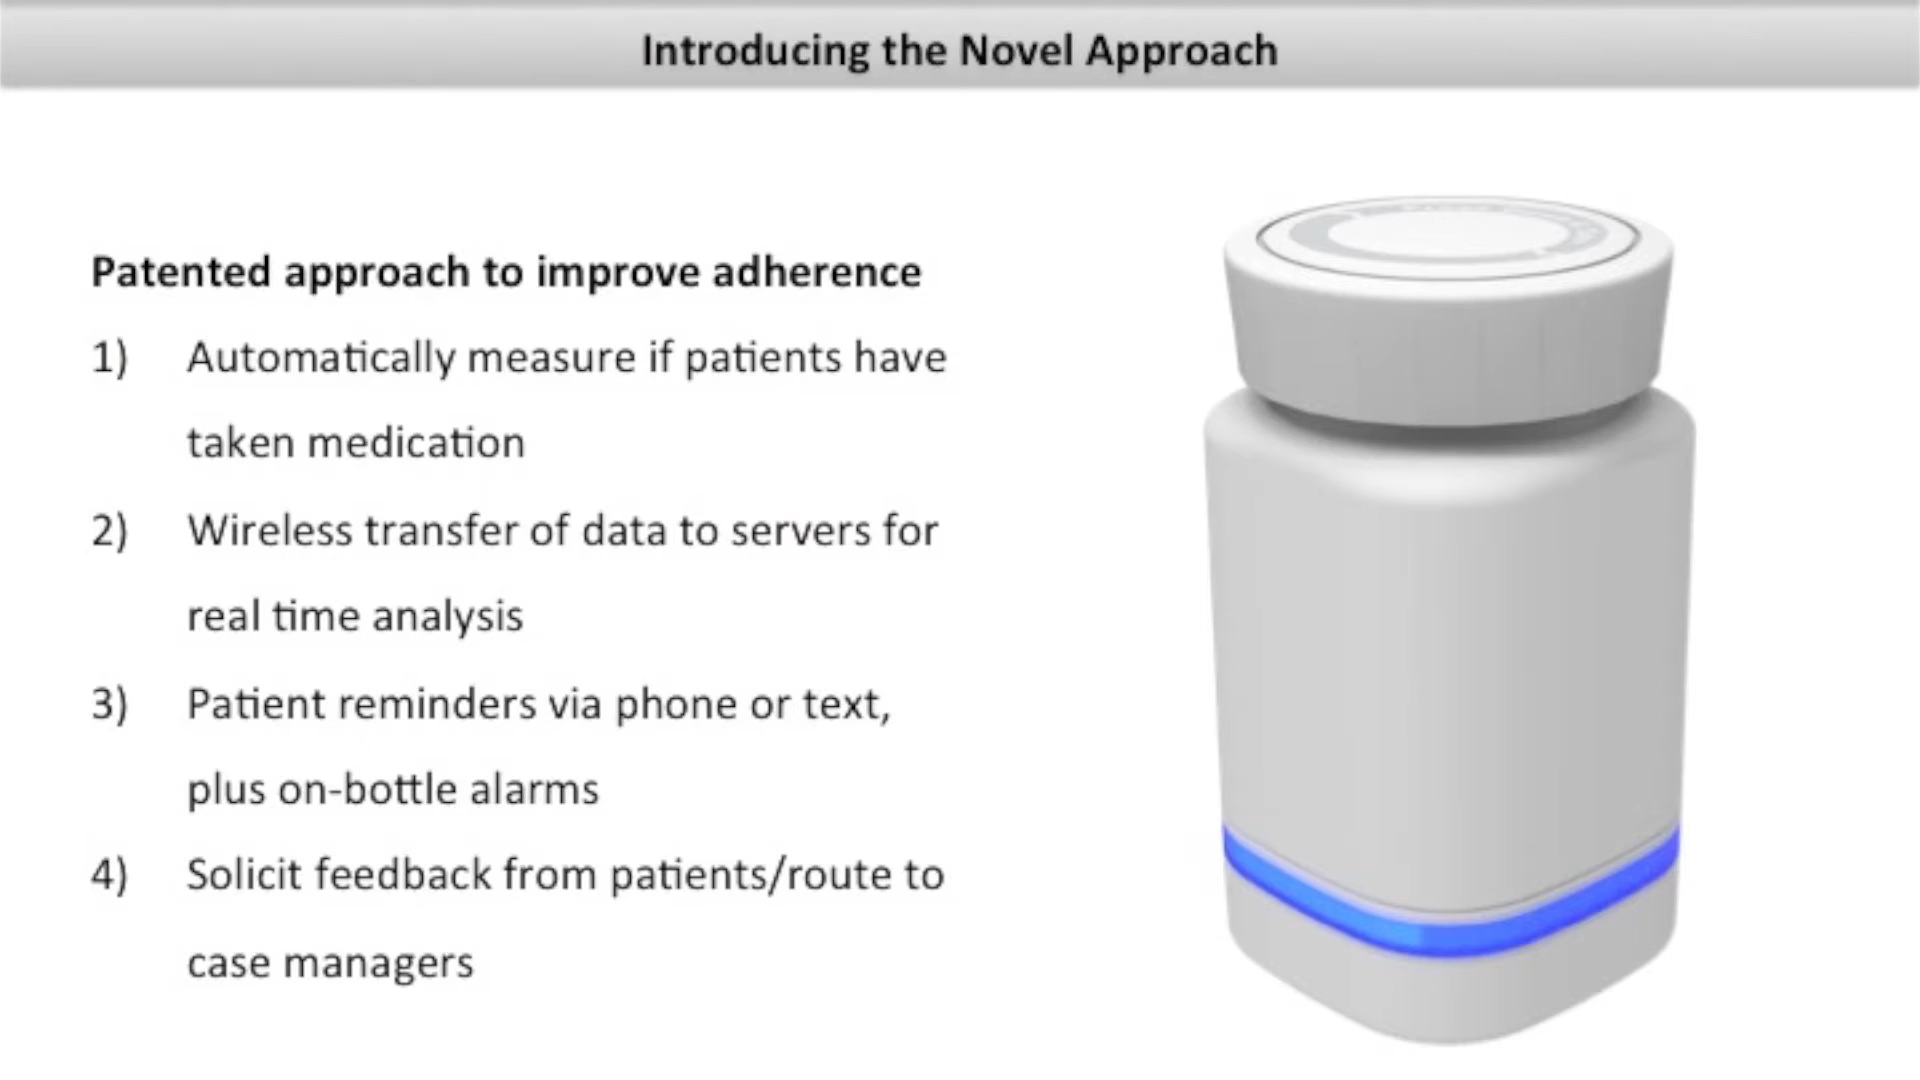 Introducing the Novel Approach
Patented approach to improve adherence
1) Automatically measure if patients have
taken medication
2) Wireless transfer of data to servers for
real time analysis
3) Patient reminders via phone or text,
plus on-bottle alarms
4) Solicit feedback from patients/route to
case managers